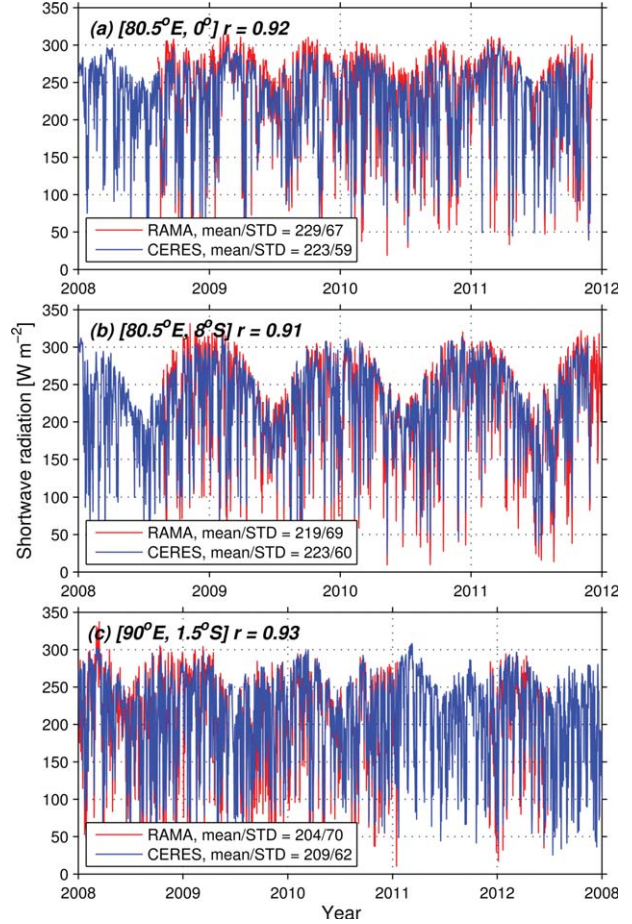 350
(a) [80.5°E, 0°] r = 0.92
300
250
200
150
100
50
0
RAMA, mean/STD = 229/67
CERES, mean/STD = 223/59
2008 2009 2010 2011 2012
Shortwave radiation [W m⁻²]
350
(b) [80.5°E, 8°S] r = 0.91
300
250
200
150
100
50
0
RAMA, mean/STD = 219/69
CERES, mean/STD = 223/60
2008 2009 2010 2011 2012
350
(c) [90°E, 1.5°S] r = 0.93
300
250
200
150
100
50
0
RAMA, mean/STD = 204/70
CERES, mean/STD = 209/62
2008 2009 2010 2011 2012 2008
Year